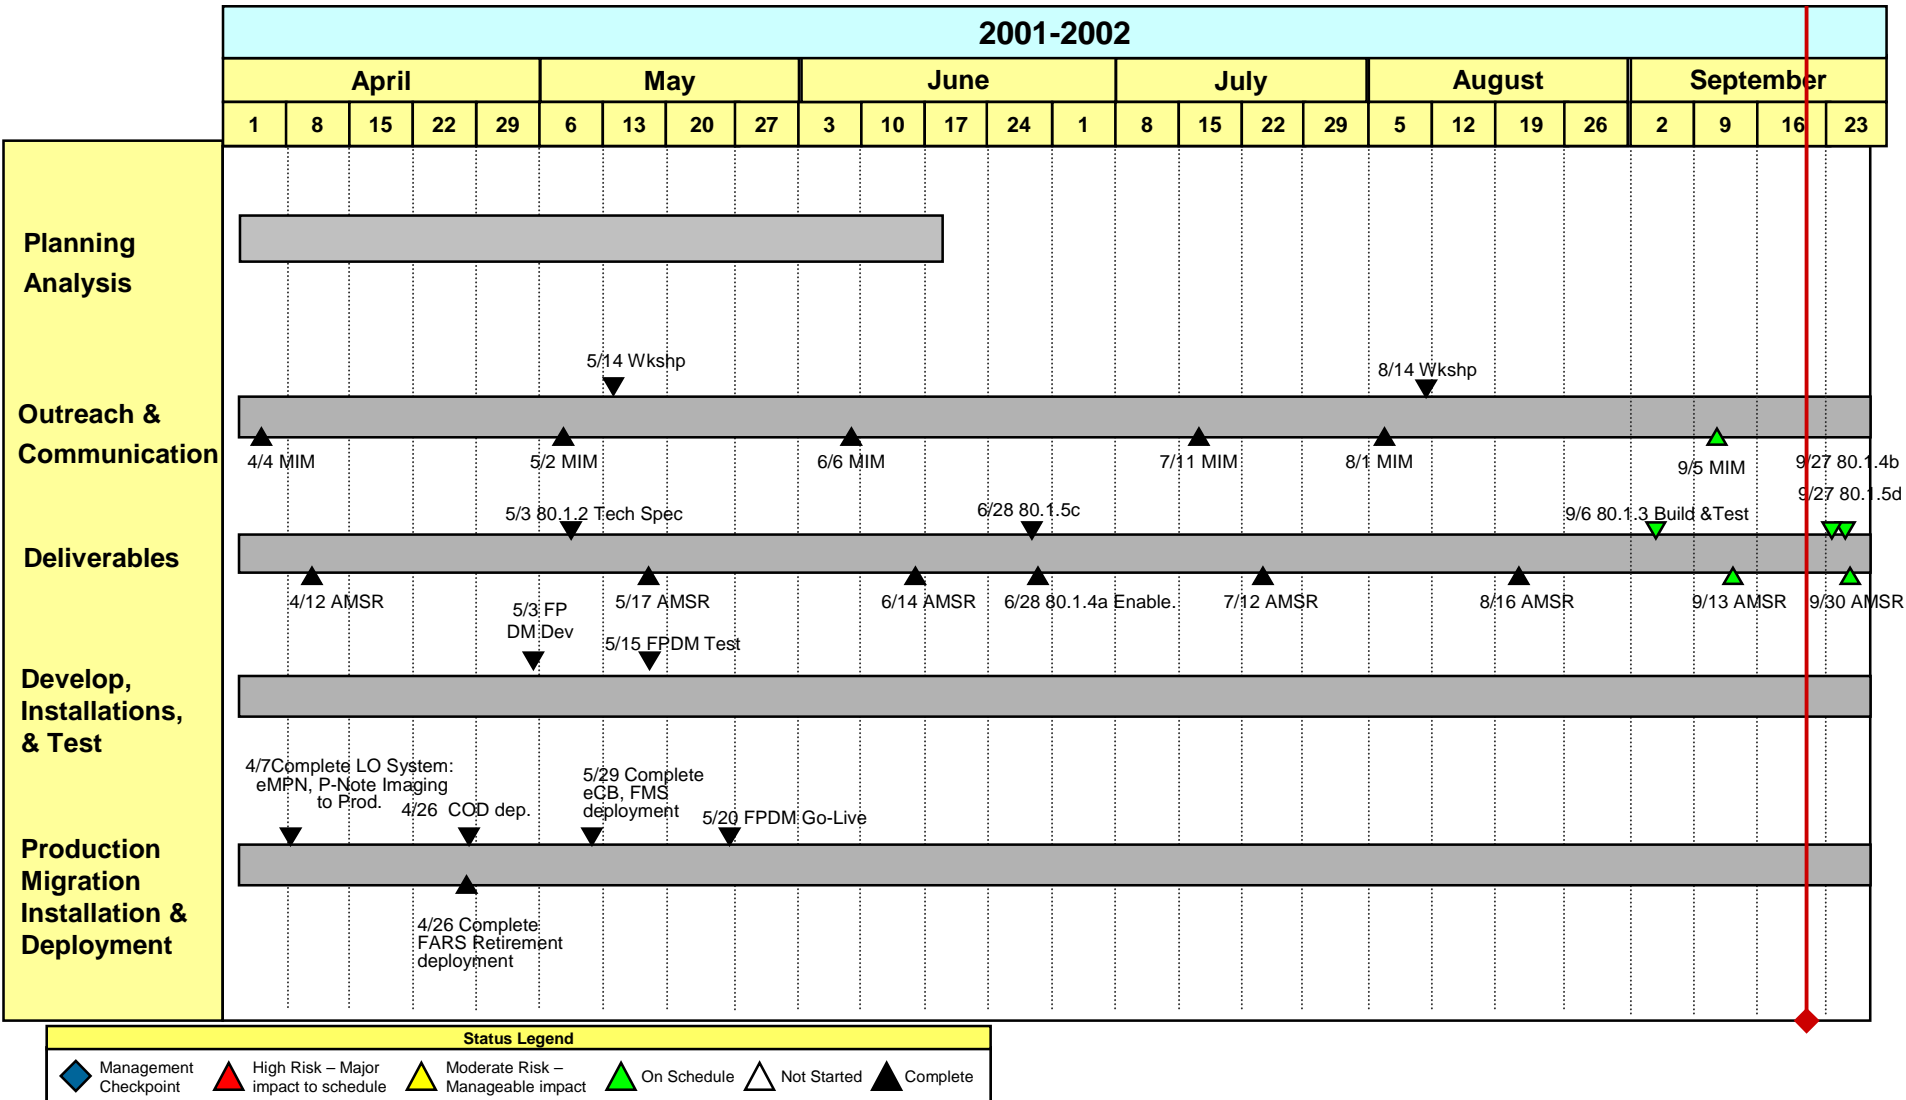 2001-2002
April May June July August September
1 8 15 22 29 6 13 20 27 3 10 17 24 1 8 15 22 29 5 12 19 26 2 9 16 23
Planning
Analysis
5/14 Wkshp
8/14 Wkshp
Outreach &
Communication
4/4 MIM
5/2 MIM
6/6 MIM
7/11 MIM
8/1 MIM
9/5 MIM
9/27 80.1.4b
9/27 80.1.5d
5/3 80.1.2 Tech Spec
6/28 80.1.5c
9/6 80.1.3 Build &Test
Deliverables
4/12 AMSR
5/17 AMSR
6/14 AMSR
6/28 80.1.4a Enable.
7/12 AMSR
8/16 AMSR
9/13 AMSR
9/30 AMSR
5/3 FP
DM Dev
5/15 FPDM Test
Develop,
Installations,
& Test
4/7Complete LO System:
eMPN, P-Note Imaging
to Prod.
4/26  COD dep.
5/29 Complete
eCB, FMS
deployment
5/20 FPDM Go-Live
Production
Migration
Installation &
Deployment
4/26 Complete
FARS Retirement
deployment
Status Legend
Management
Checkpoint
High Risk – Major
impact to schedule
Moderate Risk –
Manageable impact
On Schedule
Not Started
Complete